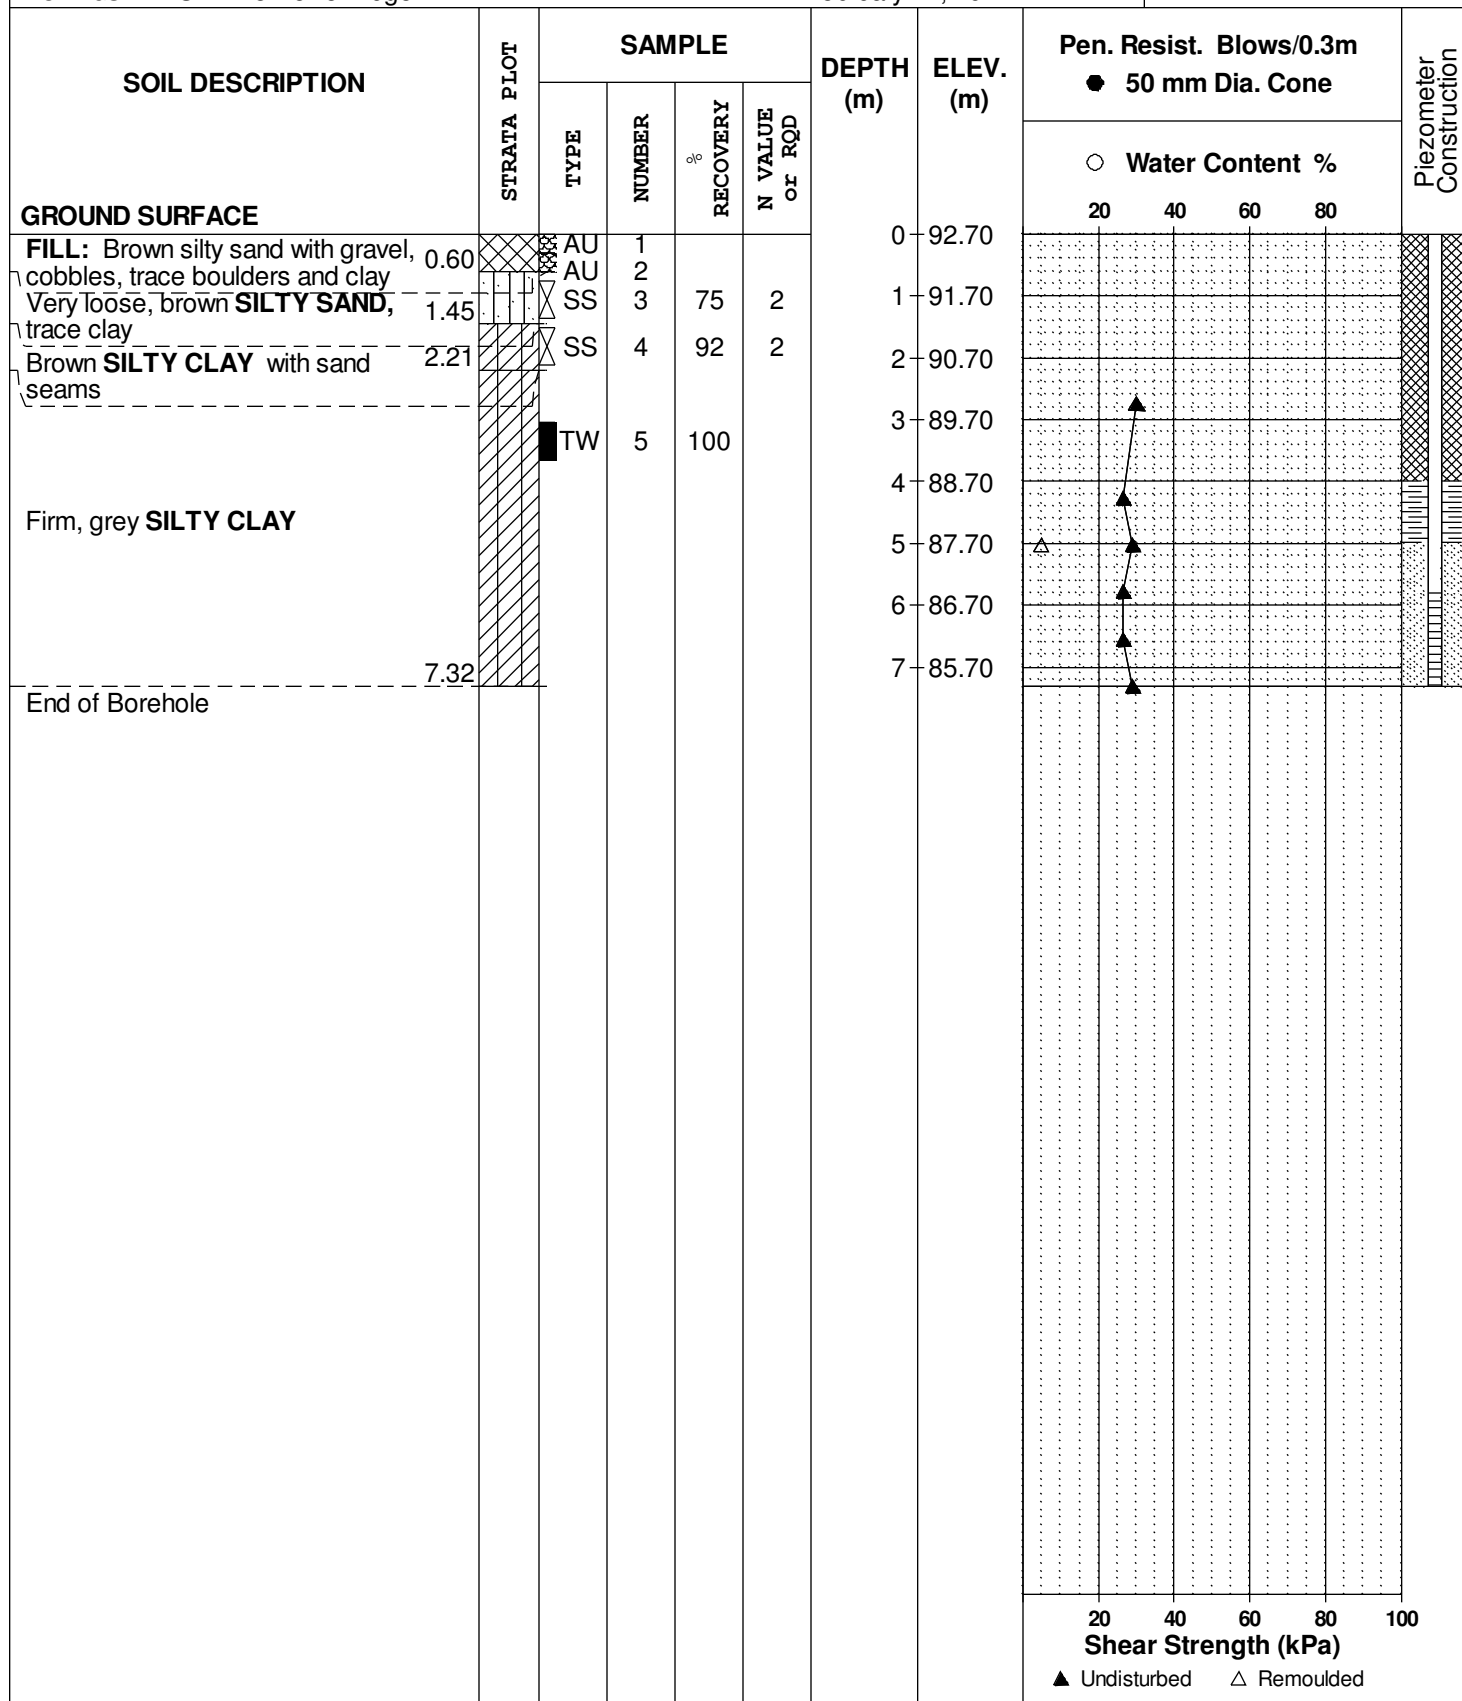 SOIL DESCRIPTION
GROUND SURFACE
STRATA PLOT
SAMPLE
TYPE
NUMBER
% RECOVERY
N VALUE or RQD
DEPTH (m)
ELEV. (m)
Pen. Resist. Blows/0.3m
● 50 mm Dia. Cone
○ Water Content %
20 40 60 80
Piezometer Construction
FILL: Brown silty sand with gravel, 0.60
cobbles, trace boulders and clay
Very loose, brown SILTY SAND, 1.45
trace clay
Brown SILTY CLAY with sand 2.21
seams
Firm, grey SILTY CLAY
7.32
End of Borehole
AU 1
AU 2
SS 3 75 2
SS 4 92 2
TW 5 100
0 92.70
1 91.70
2 90.70
3 89.70
4 88.70
5 87.70
6 86.70
7 85.70
20 40 60 80 100
Shear Strength (kPa)
▲ Undisturbed △ Remoulded